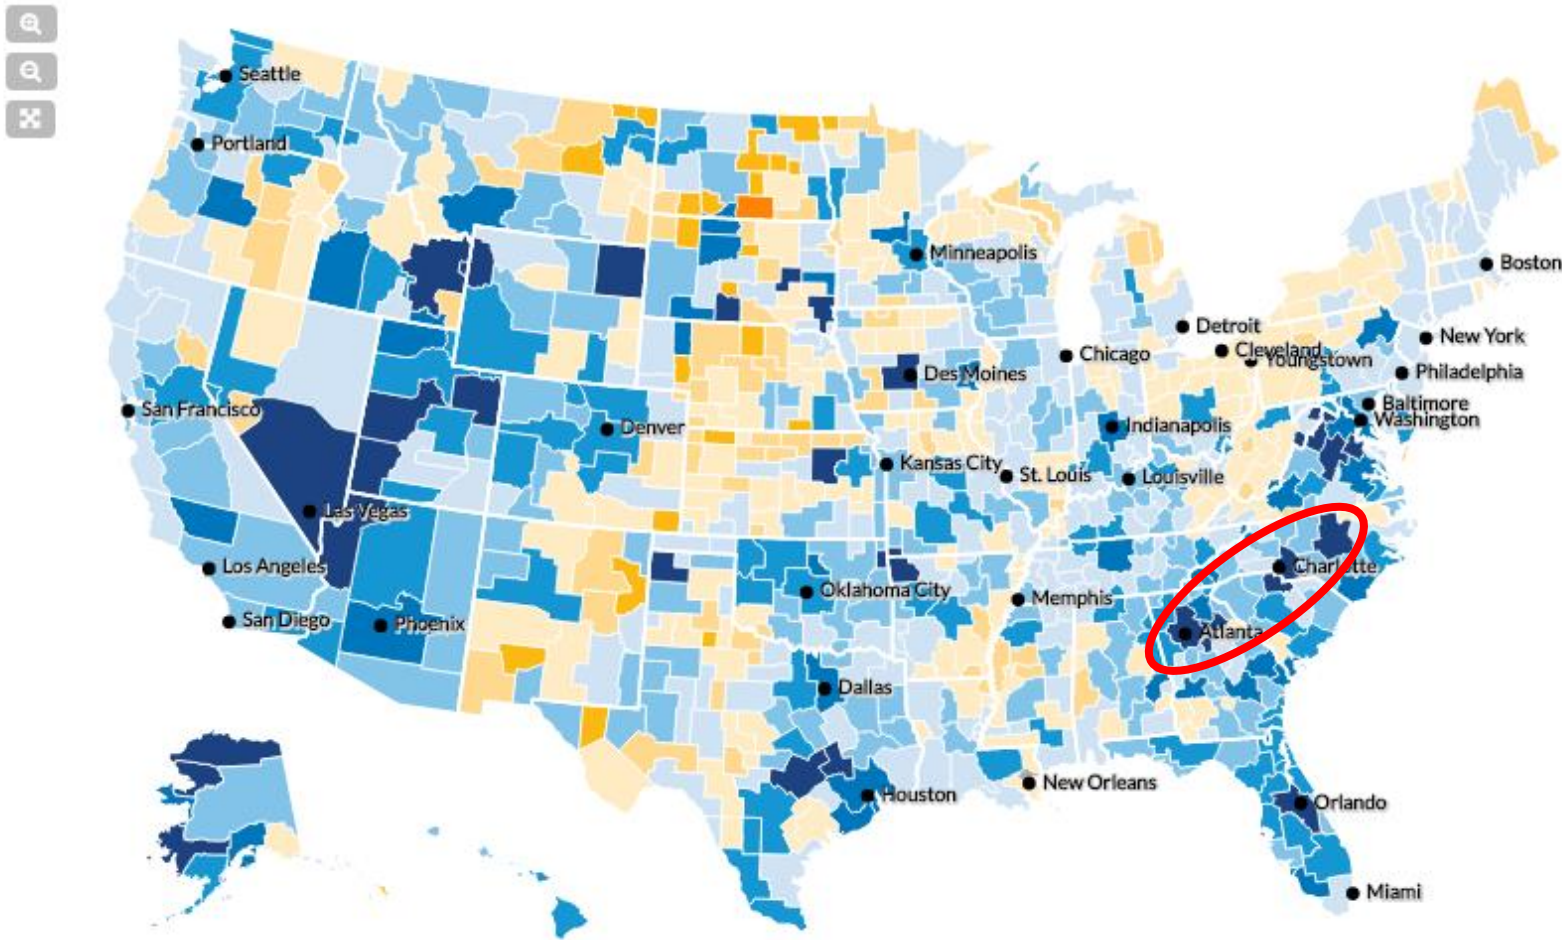 Seattle
Portland
Minneapolis
Boston
Detroit
New York
Cleveland
Youngstown
Chicago
Des Moines
Philadelphia
San Francisco
Baltimore
Washington
Denver
Indianapolis
Kansas City
St. Louis
Louisville
Las Vegas
Los Angeles
Charlotte
Oklahoma City
Memphis
San Diego
Phoenix
Atlanta
Dallas
New Orleans
Houston
Orlando
Miami